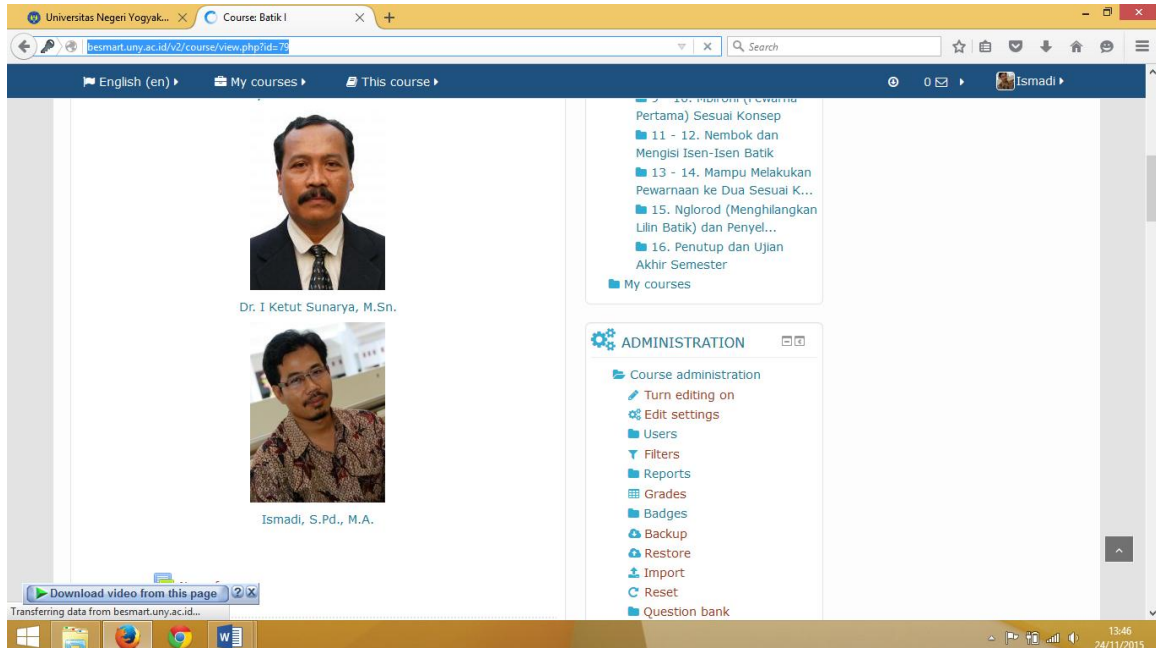 Universitas Negeri Yogyak...
Course: Batik I
besmart.uny.ac.id/v2/course/view.php?id=79
Search
English (en)
My courses
This course
0
Ismadi
Dr. I Ketut Sunarya, M.Sn.
Ismadi, S.Pd., M.A.
Pertama) Sesuai Konsep
11 - 12. Nembok dan
Mengisi Isen-Isen Batik
13 - 14. Mampu Melakukan
Pewarnaan ke Dua Sesuai K...
15. Nglorod (Menghilangkan
Lilin Batik) dan Penyel...
16. Penutup dan Ujian
Akhir Semester
My courses
ADMINISTRATION
Course administration
Turn editing on
Edit settings
Users
Filters
Reports
Grades
Badges
Backup
Restore
Import
Reset
Question bank
Download video from this page
Transferring data from besmart.uny.ac.id...
13:46
24/11/2015